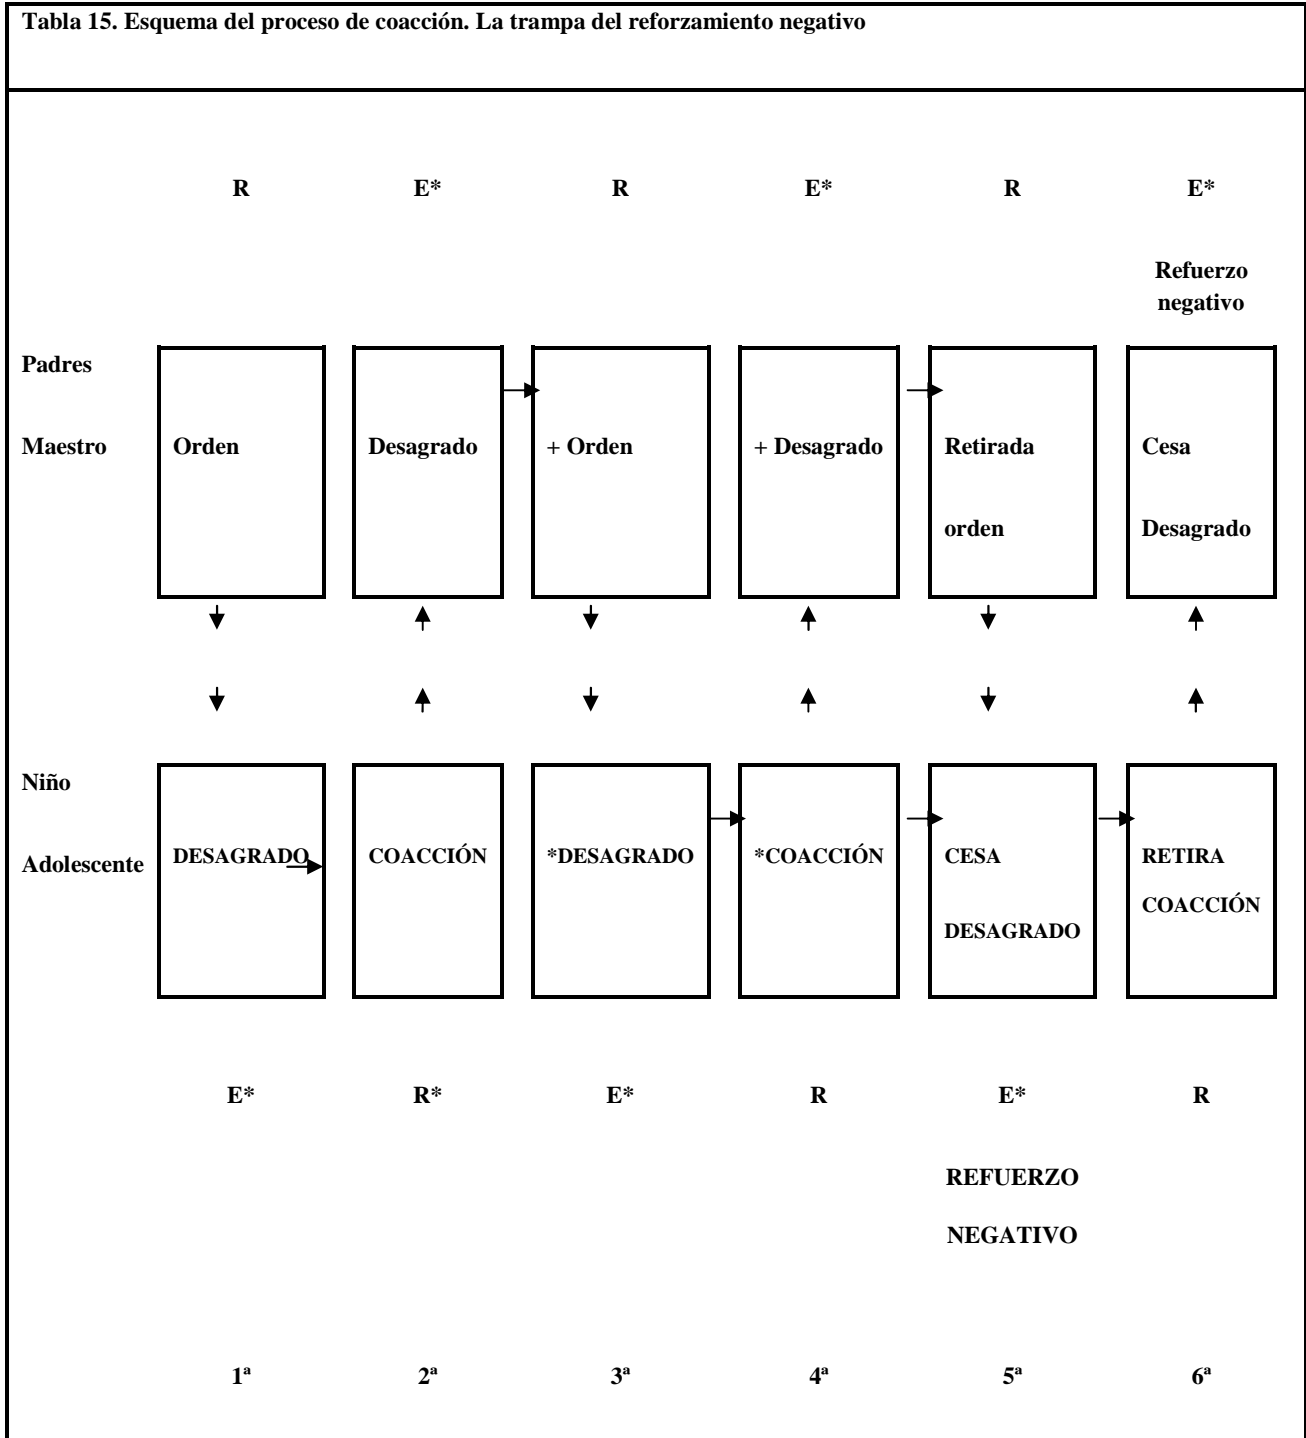 Tabla 15. Esquema del proceso de coacción. La trampa del reforzamiento negativo
R E* R E* R E*
Refuerzo
negativo
Padres
Maestro Orden Desagrado + Orden + Desagrado Retirada Cesa
orden Desagrado
Niño
Adolescente DESAGRADO COACCIÓN *DESAGRADO *COACCIÓN CESA RETIRA
COACCIÓN
DESAGRADO
E* R* E* R E* R
REFUERZO
NEGATIVO
1ª 2ª 3ª 4ª 5ª 6ª